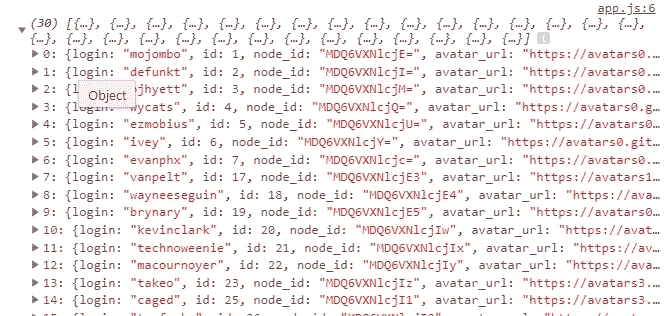 app.js:6
(30) [{…}, {…}, {…}, {…}, {…}, {…}, {…}, {…}, {…}, {…}, {…}, {…}, {…}, {…}, {…}, {…},
{…}, {…}, {…}, {…}, {…}, {…}, {…}, {…}, {…}, {…}, {…}, {…}, {…}, {…}] i
0: {login: "mojombo", id: 1, node_id: "MDQ6VXNlcjE=", avatar_url: "https://avatars0.
1: {login: "defunkt", id: 2, node_id: "MDQ6VXNlcjI=", avatar_url: "https://avatars0.
2: {l jhyett", id: 3, node_id: "MDQ6VXNlcjM=", avatar_url: "https://avatars0.
Object
3: {l wycats", id: 4, node_id: "MDQ6VXNlcjQ=", avatar_url: "https://avatars0.g
4: {login: "ezmobius", id: 5, node_id: "MDQ6VXNlcjU=", avatar_url: "https://avatars0
5: {login: "ivey", id: 6, node_id: "MDQ6VXNlcjY=", avatar_url: "https://avatars0.git
6: {login: "evanphx", id: 7, node_id: "MDQ6VXNlcjc=", avatar_url: "https://avatars0.
7: {login: "vanpelt", id: 17, node_id: "MDQ6VXNlcjE3", avatar_url: "https://avatars1
8: {login: "wayneeseguin", id: 18, node_id: "MDQ6VXNlcjE4", avatar_url: "https://ava
9: {login: "brynary", id: 19, node_id: "MDQ6VXNlcjE5", avatar_url: "https://avatars0
10: {login: "kevinclark", id: 20, node_id: "MDQ6VXNlcjIw", avatar_url: "https://avat
11: {login: "technoweenie", id: 21, node_id: "MDQ6VXNlcjIx", avatar_url: "https://av
12: {login: "macournoyer", id: 22, node_id: "MDQ6VXNlcjIy", avatar_url: "https://ava
13: {login: "takeo", id: 23, node_id: "MDQ6VXNlcjIz", avatar_url: "https://avatars3.
14: {login: "caged", id: 25, node_id: "MDQ6VXNlcjI1", avatar_url: "https://avatars3.